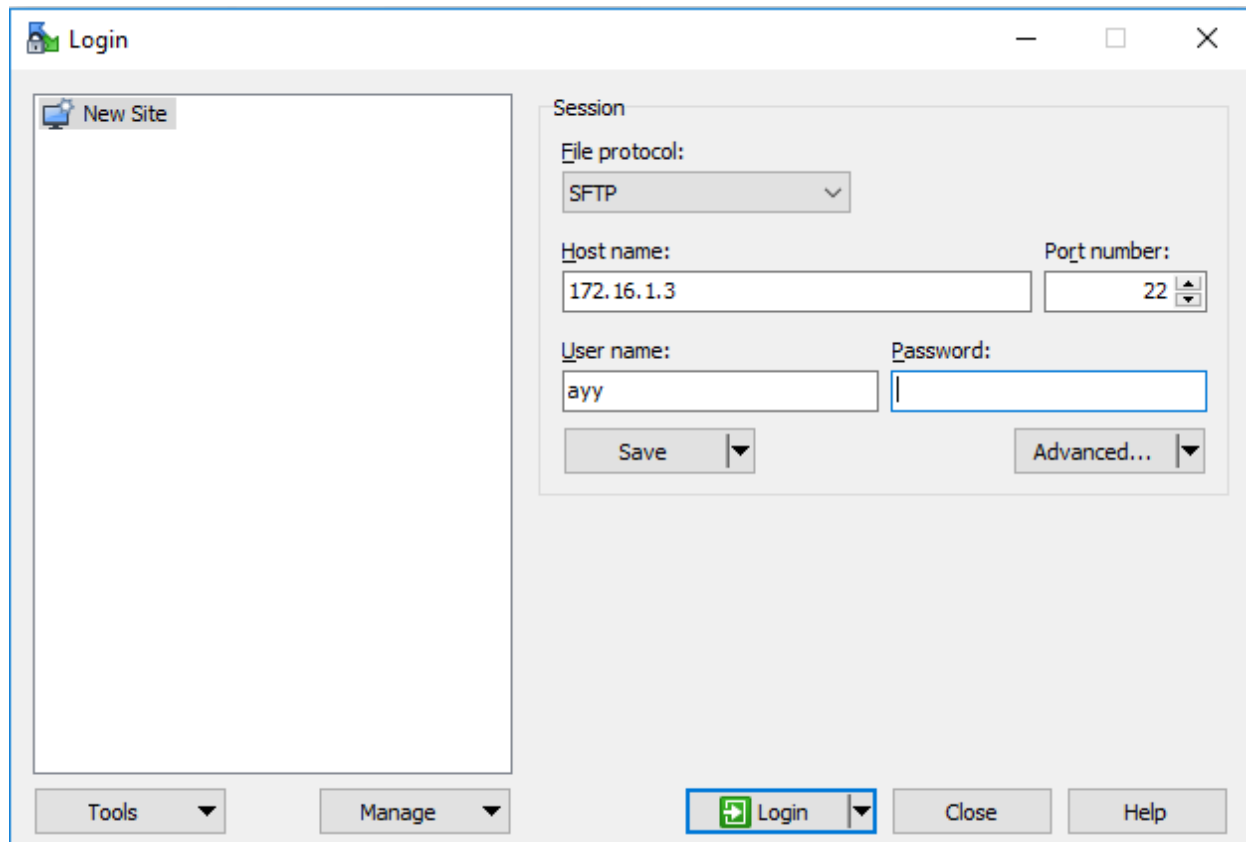 Login
New Site
Session
File protocol:
SFTP
Host name:
Port number:
172.16.1.3
22
User name:
Password:
ayy
Save
Advanced...
Tools
Manage
Login
Close
Help